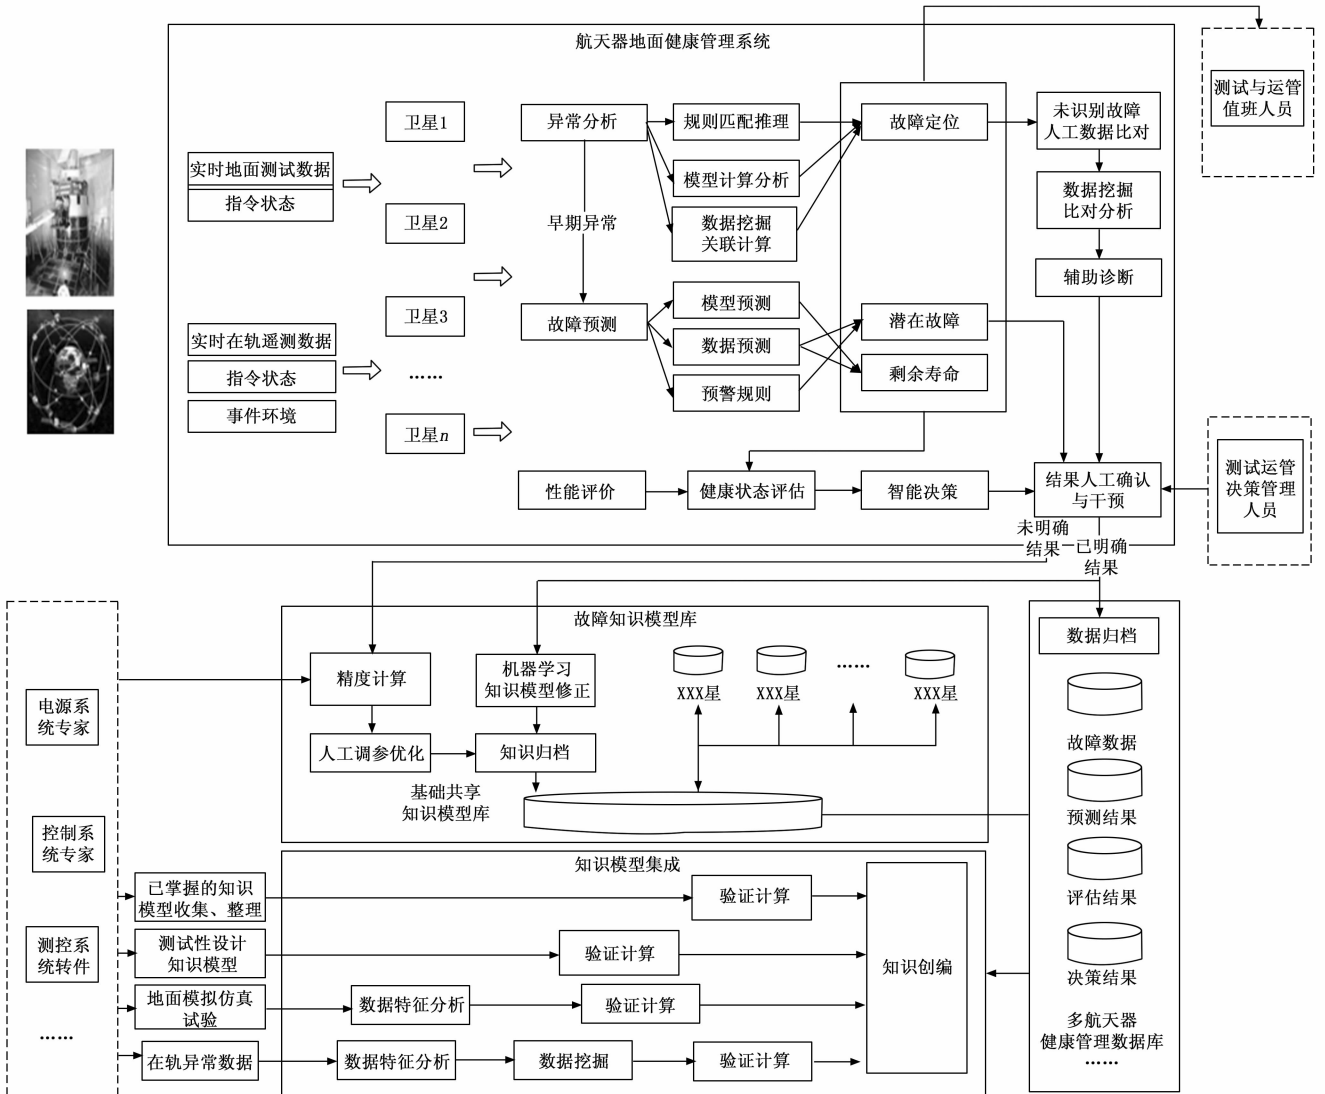 航天器地面健康管理系统
测试与运管
值班人员
实时地面测试数据
指令状态
实时在轨遥测数据
指令状态
事件环境
卫星1
卫星2
卫星3
……
卫星n
异常分析
早期异常
故障预测
规则匹配推理
模型计算分析
数据挖掘
关联计算
模型预测
数据预测
预警规则
故障定位
潜在故障
剩余寿命
未识别故障
人工数据比对
数据挖掘
比对分析
辅助诊断
性能评价
健康状态评估
智能决策
结果人工确认
与干预
测试运管
决策管理
人员
未明确
结果
已明确
结果
故障知识模型库
精度计算
人工调参优化
机器学习
知识模型修正
知识归档
基础共享
知识模型库
XXX星
XXX星
……
XXX星
数据归档
故障数据
预测结果
评估结果
决策结果
多航天器
健康管理数据库
……
电源系
统专家
控制系
统专家
测控系
统转件
……
知识模型集成
已掌握的知识
模型收集、整理
验证计算
测试性设计
知识模型
验证计算
地面模拟仿真
试验
数据特征分析
验证计算
在轨异常数据
数据特征分析
数据挖掘
验证计算
知识创编